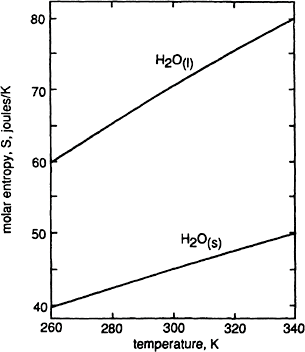 80
70
60
50
40
molar entropy, S, joules/K
H2O(l)
H2O(s)
260 280 300 320 340
temperature, K